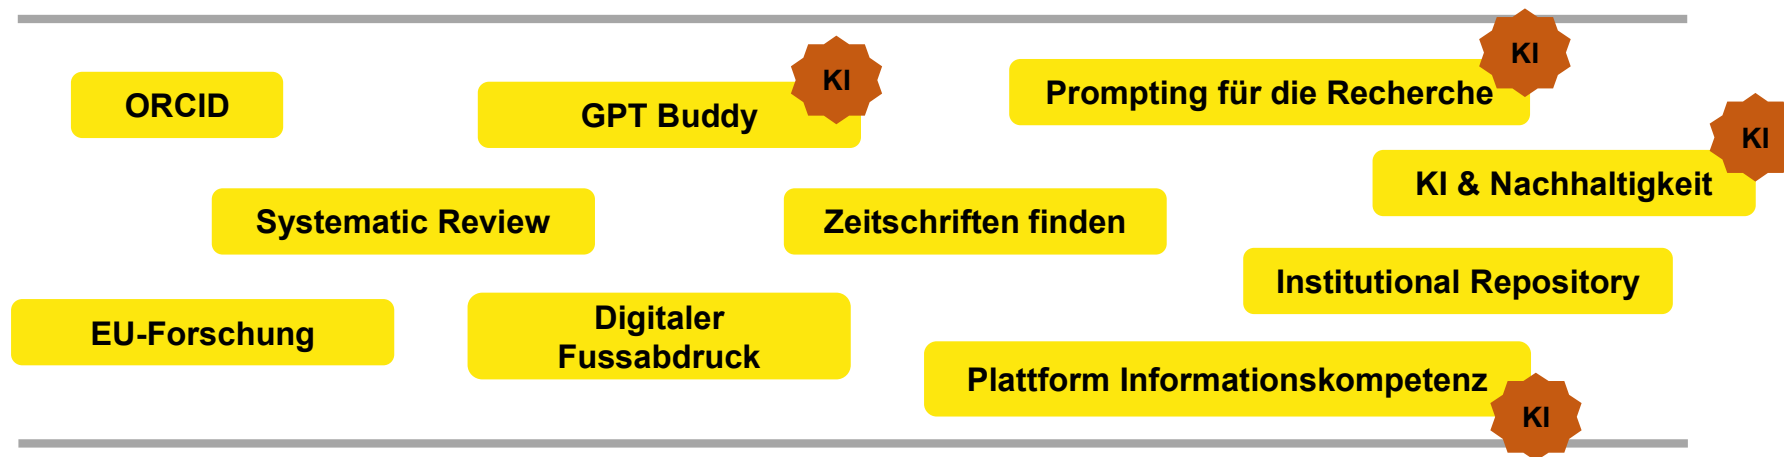 ORCID
GPT Buddy
KI
Prompting für die Recherche
KI
KI & Nachhaltigkeit
KI
Systematic Review
Zeitschriften finden
Institutional Repository
EU-Forschung
Digitaler
Fussabdruck
Plattform Informationskompetenz
KI